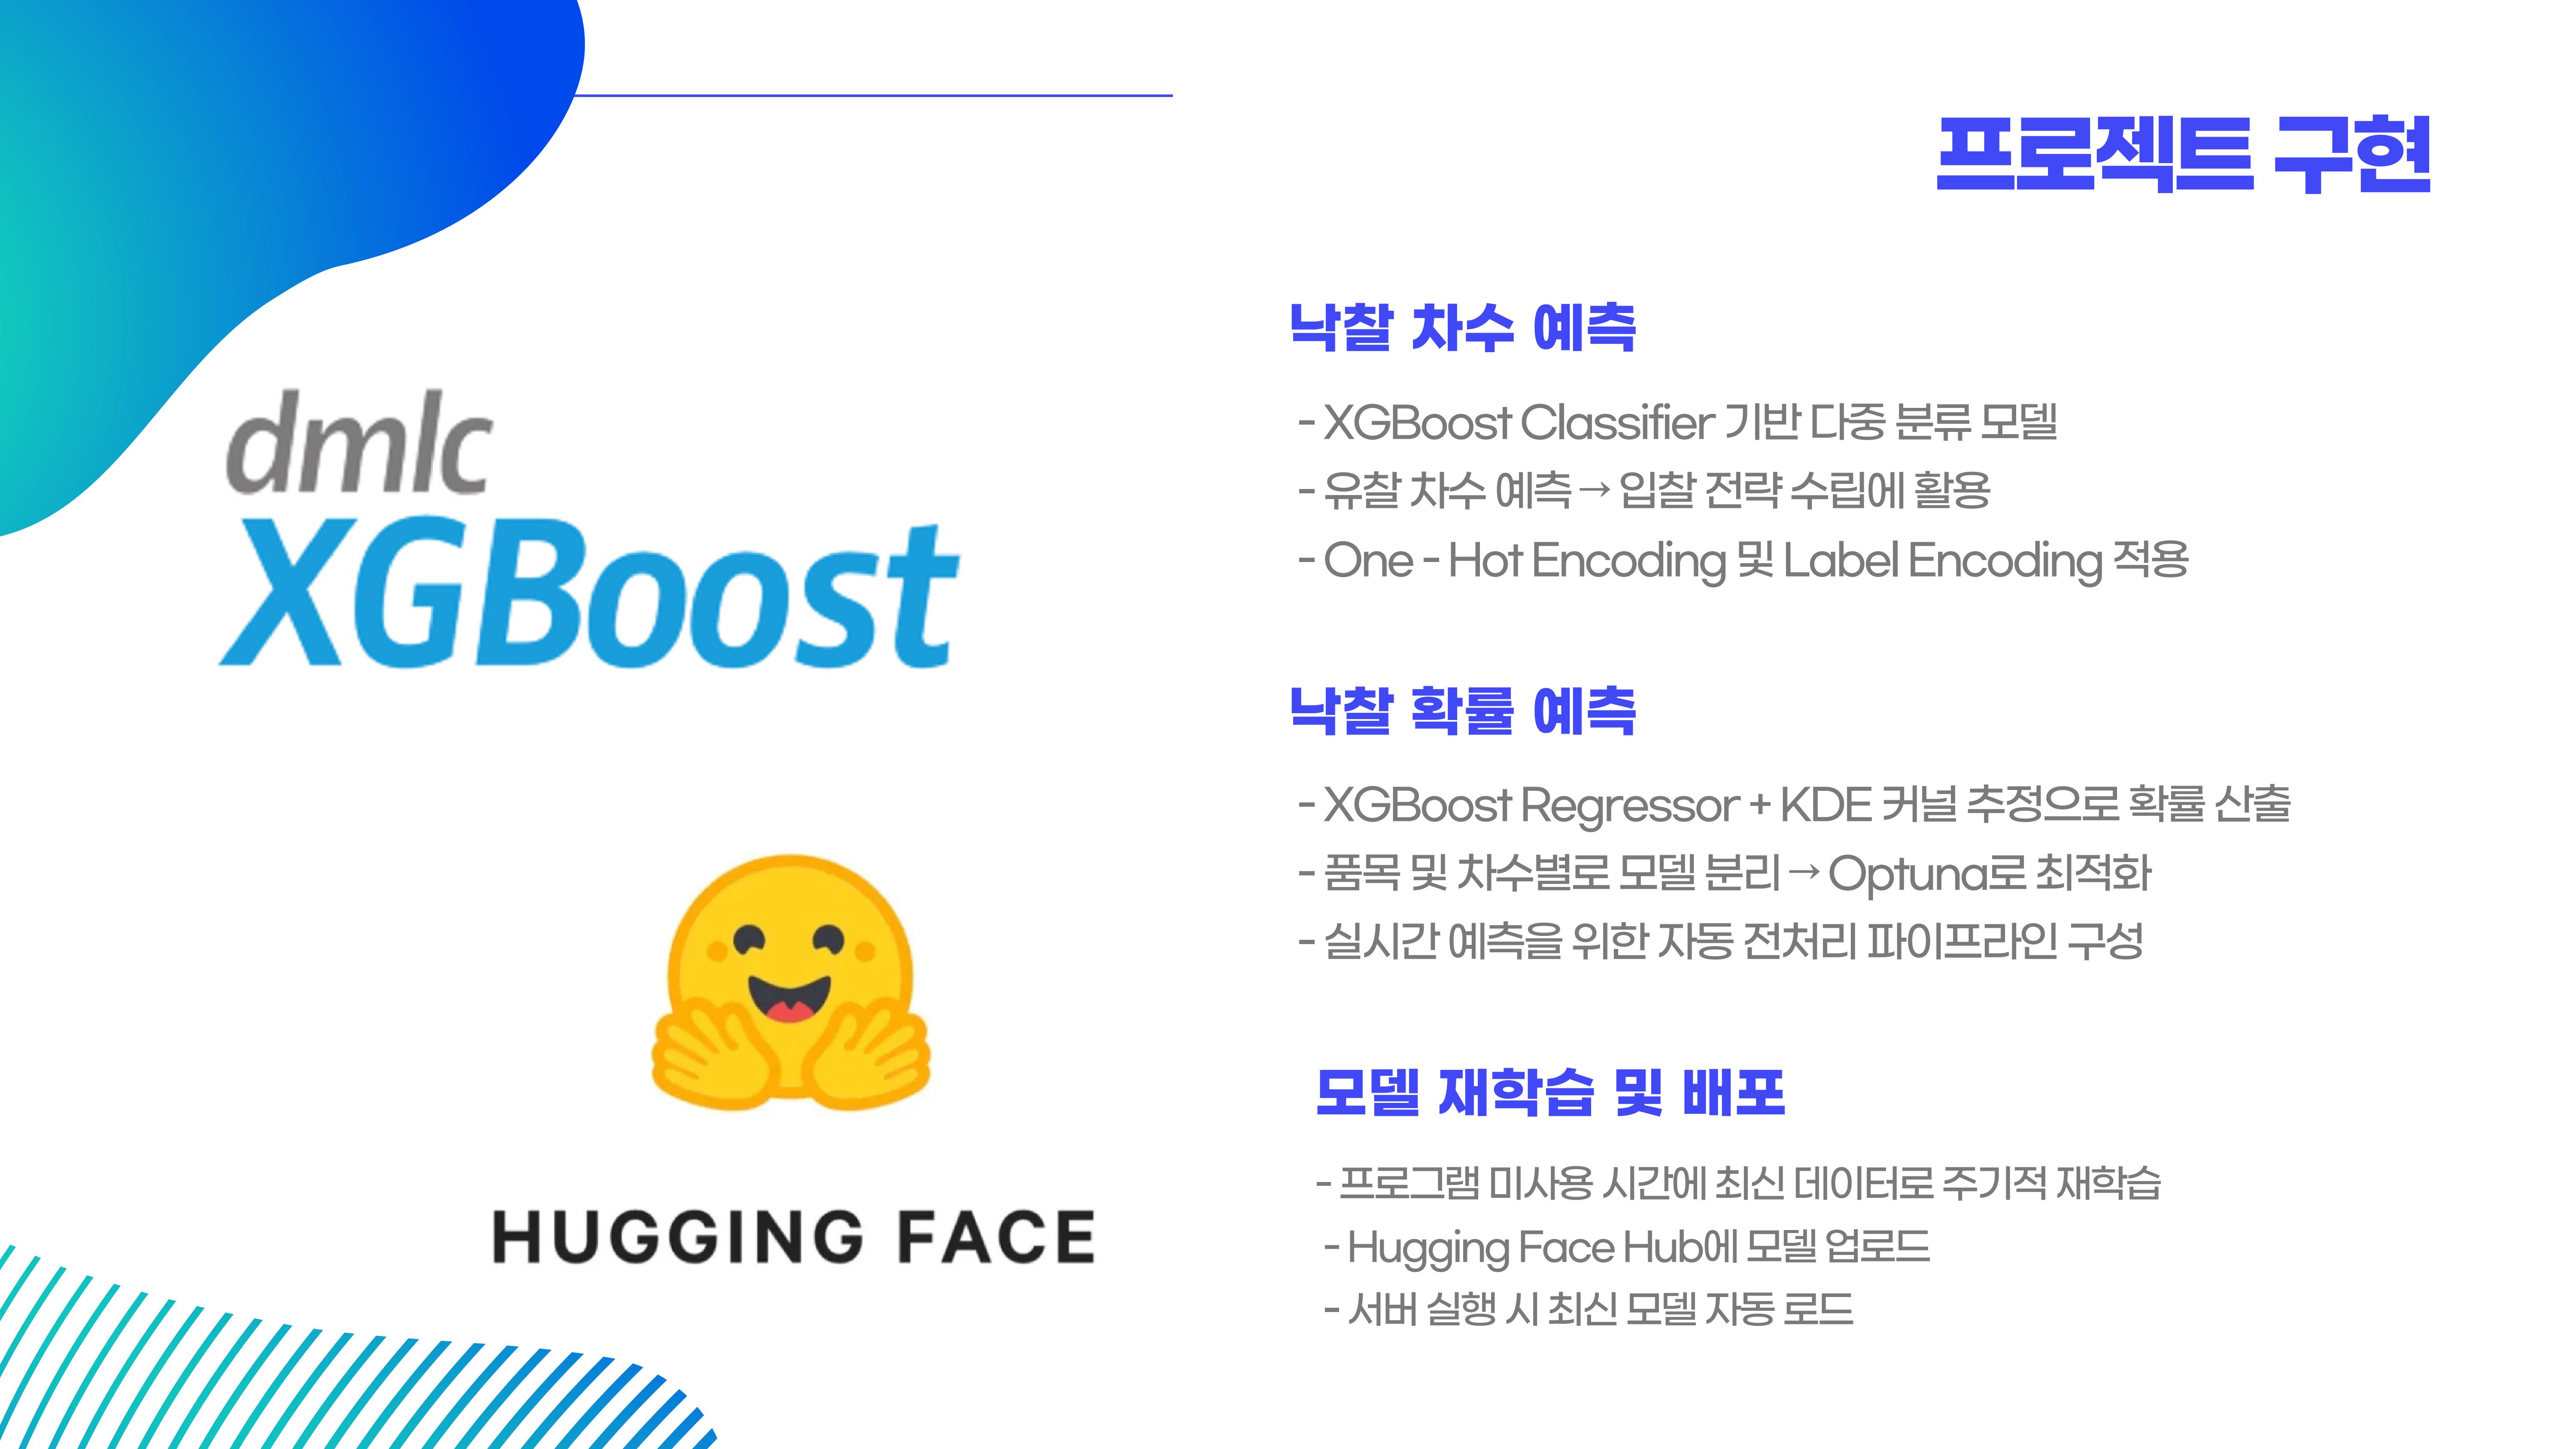 프로젝트 구현
dmlc
XGBoost
HUGGING FACE
낙찰 차수 예측
- XGBoost Classifier 기반 다중 분류 모델
- 유찰 차수 예측 → 입찰 전략 수립에 활용
- One - Hot Encoding 및 Label Encoding 적용
낙찰 확률 예측
- XGBoost Regressor + KDE 커널 추정으로 확률 산출
- 품목 및 차수별로 모델 분리 → Optuna로 최적화
- 실시간 예측을 위한 자동 전처리 파이프라인 구성
모델 재학습 및 배포
- 프로그램 미사용 시간에 최신 데이터로 주기적 재학습
- Hugging Face Hub에 모델 업로드
- 서버 실행 시 최신 모델 자동 로드